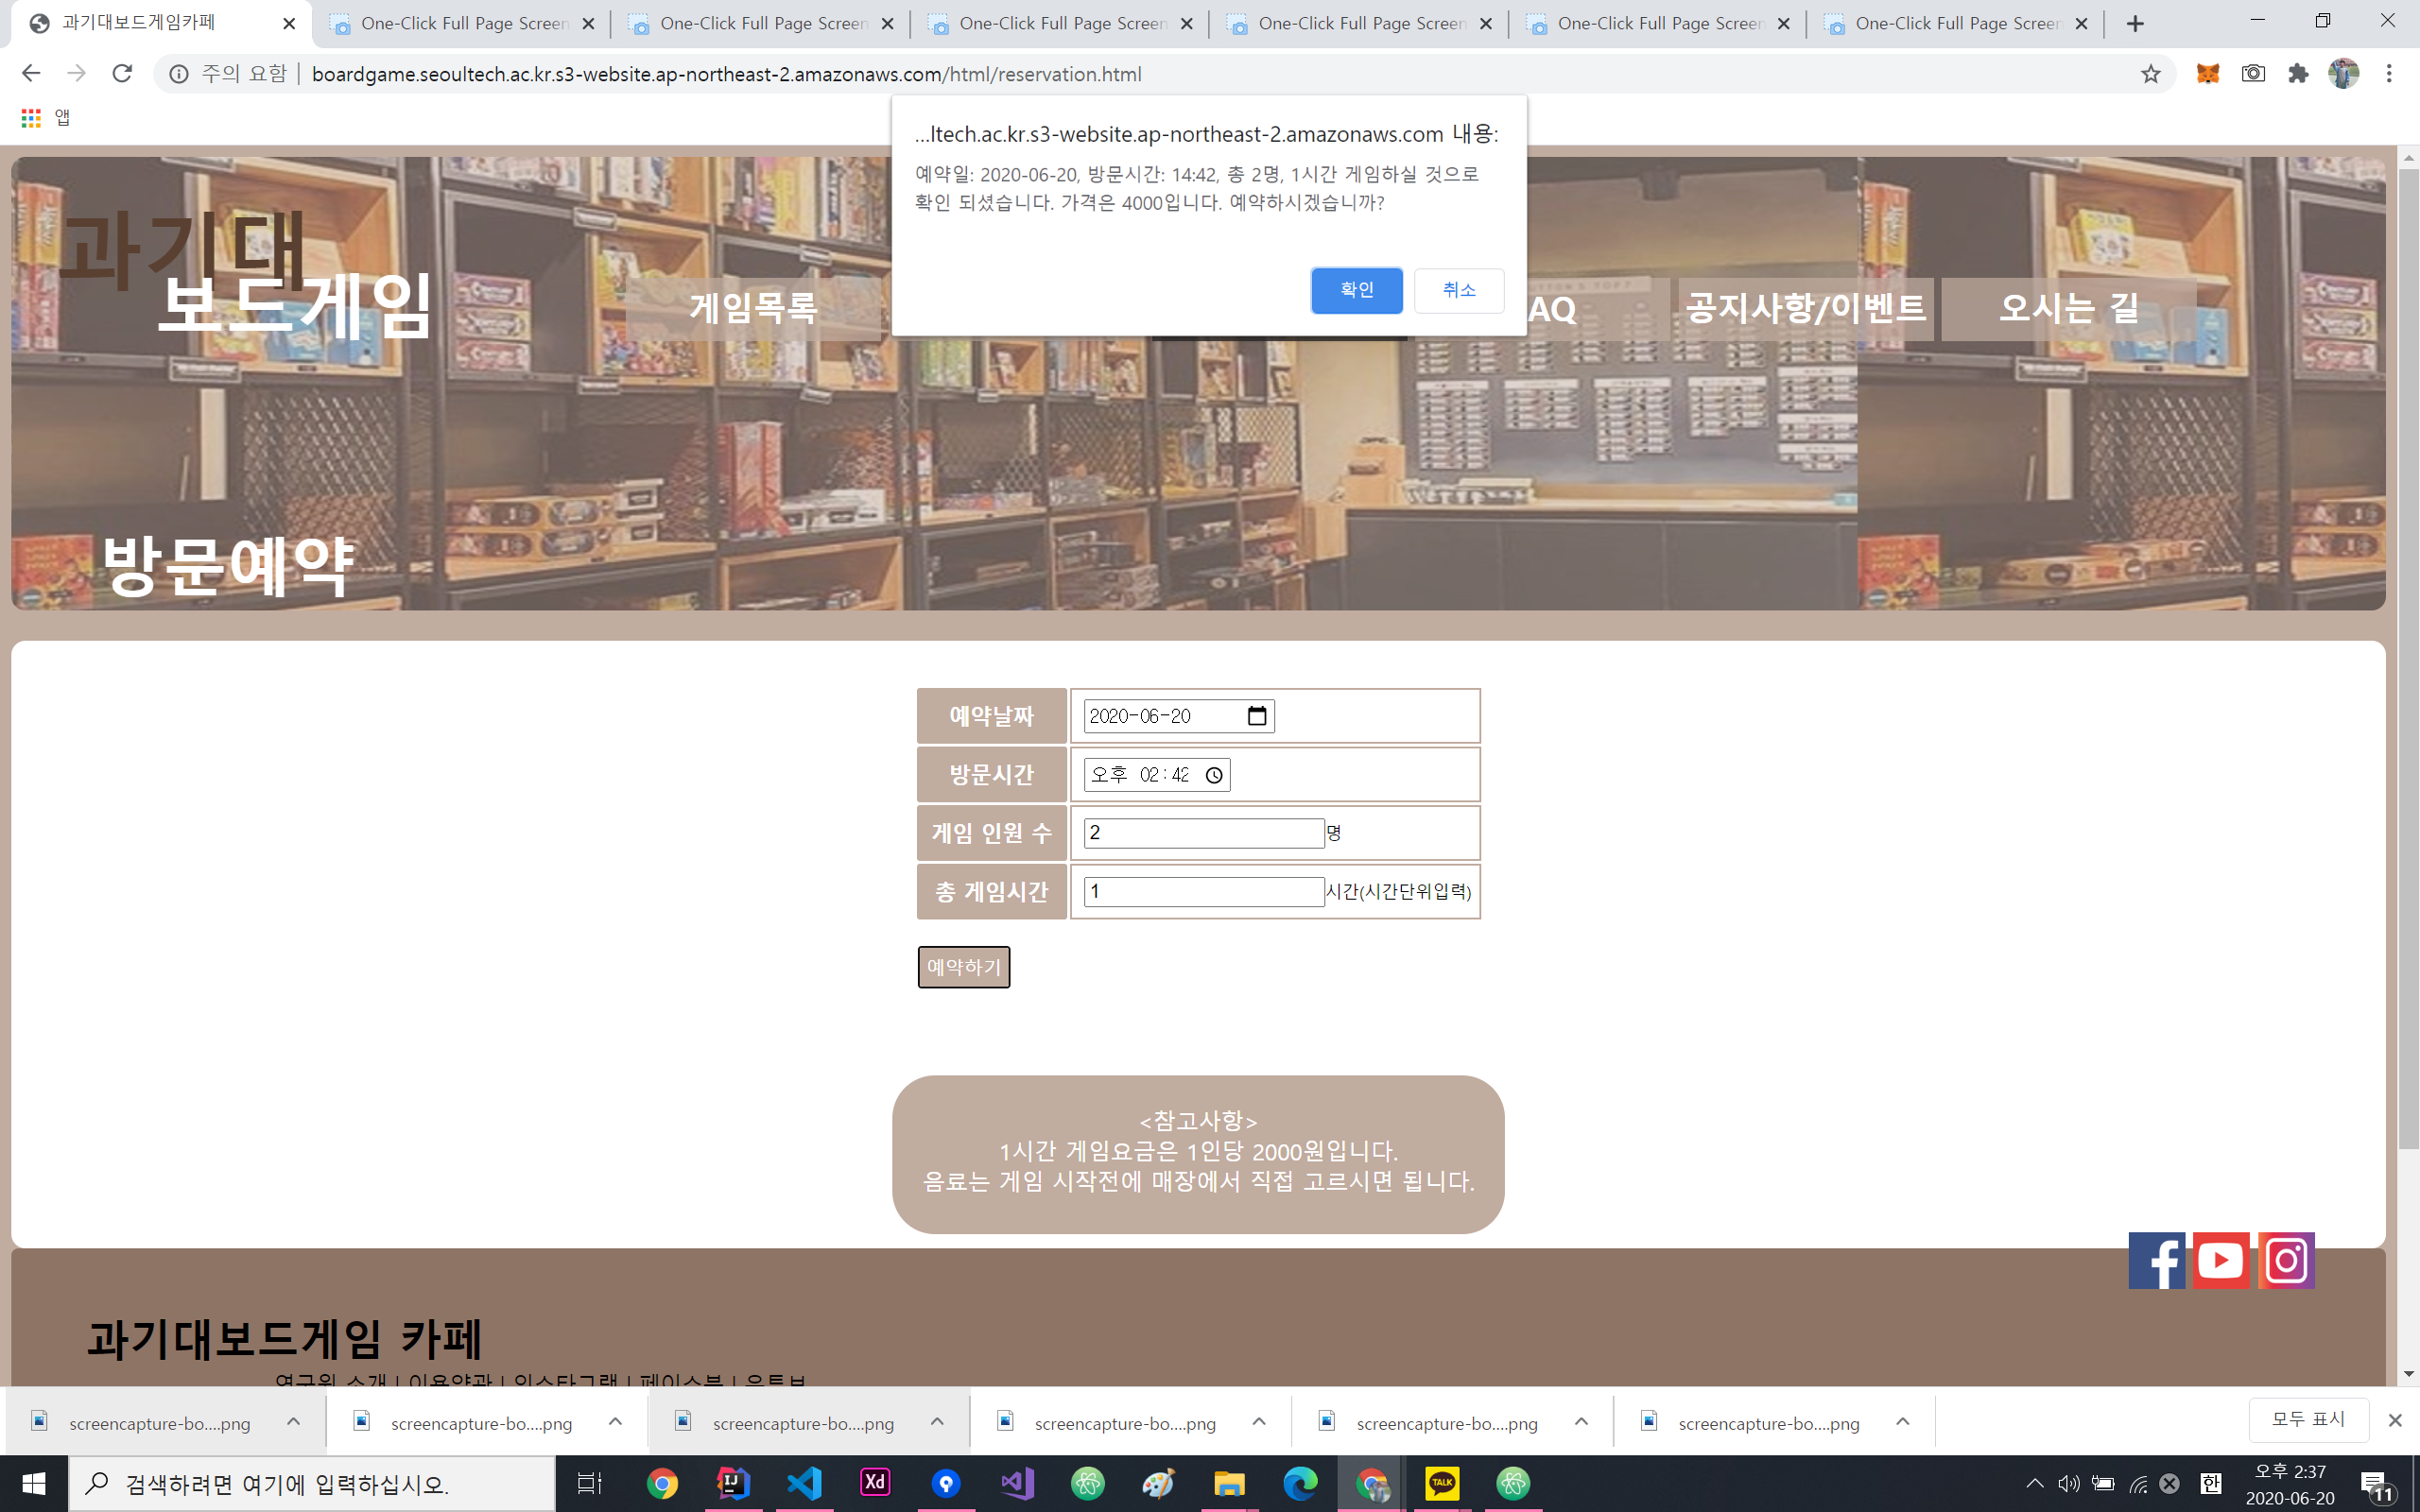 과기대보드게임카페
One-Click Full Page Screen
One-Click Full Page Screen
One-Click Full Page Screen
One-Click Full Page Screen
One-Click Full Page Screen
One-Click Full Page Screen
주의 요함 | boardgame.seoultech.ac.kr.s3-website.ap-northeast-2.amazonaws.com/html/reservation.html
앱
...ltech.ac.kr.s3-website.ap-northeast-2.amazonaws.com 내용:
예약일: 2020-06-20, 방문시간: 14:42, 총 2명, 1시간 게임하실 것으로
확인 되셨습니다. 가격은 4000입니다. 예약하시겠습니까?
확인
취소
과기대
보드게임
게임목록
AQ
공지사항/이벤트
오시는 길
방문예약
예약날짜
2020-06-20
방문시간
오후 02:42
게임 인원 수
2
명
총 게임시간
1
시간(시간단위입력)
예약하기
<참고사항>
1시간 게임요금은 1인당 2000원입니다.
음료는 게임 시작전에 매장에서 직접 고르시면 됩니다.
과기대보드게임 카페
screencapture-bo....png
screencapture-bo....png
screencapture-bo....png
screencapture-bo....png
screencapture-bo....png
screencapture-bo....png
모두 표시
검색하려면 여기에 입력하십시오.
IJ
Xd
TALK
한
오후 2:37
2020-06-20
11